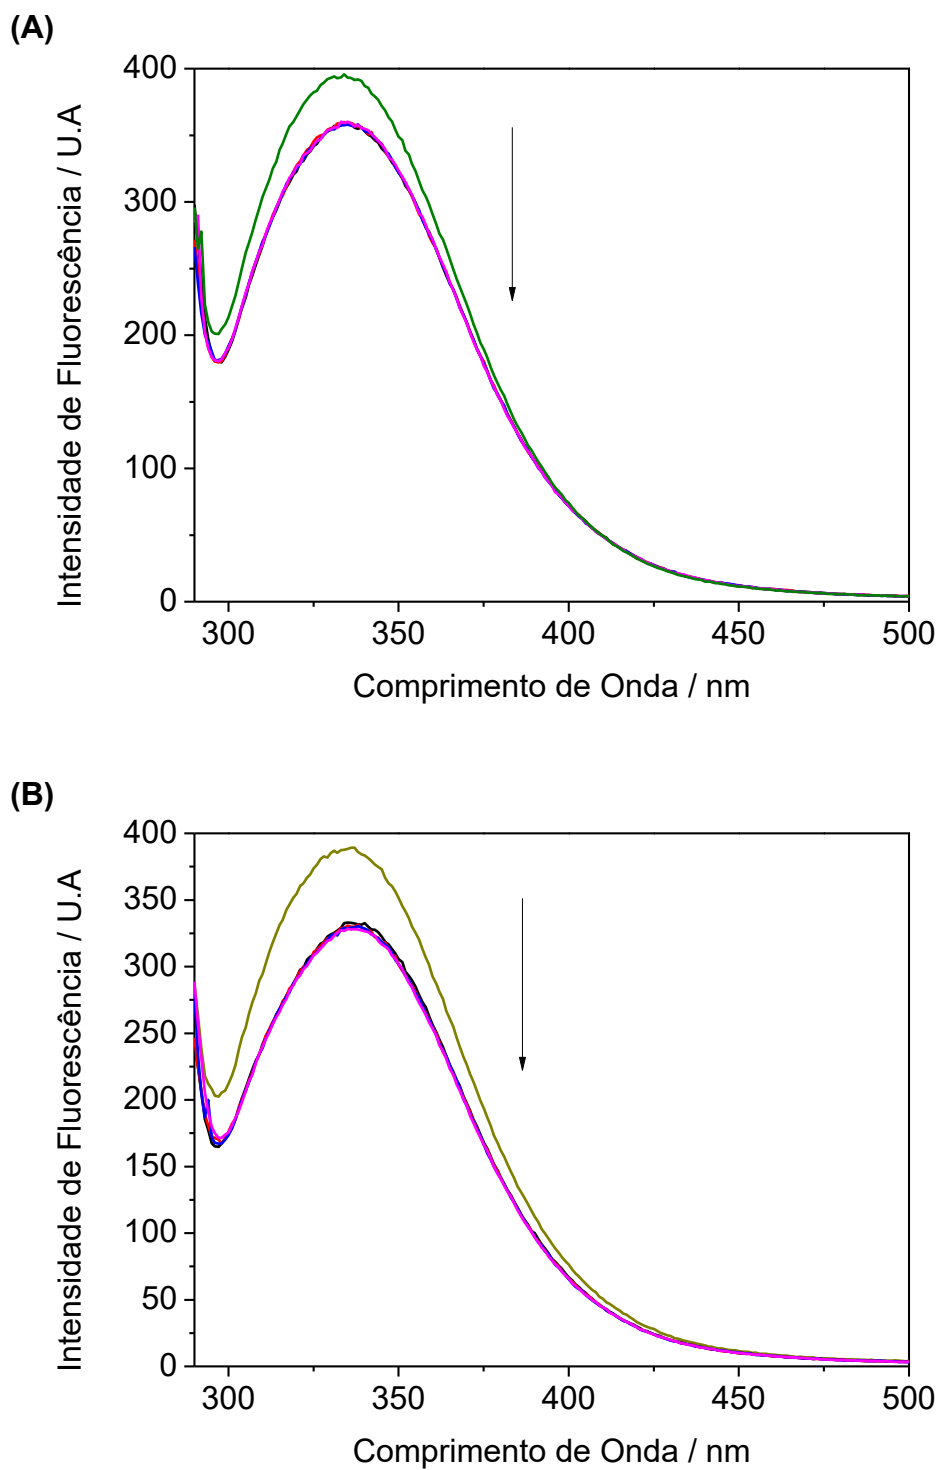 (A)
Intensidade de Fluorescência / U.A
400
300
200
100
0
300 350 400 450 500
Comprimento de Onda / nm
(B)
Intensidade de Fluorescência / U.A
400
350
300
250
200
150
100
50
0
300 350 400 450 500
Comprimento de Onda / nm